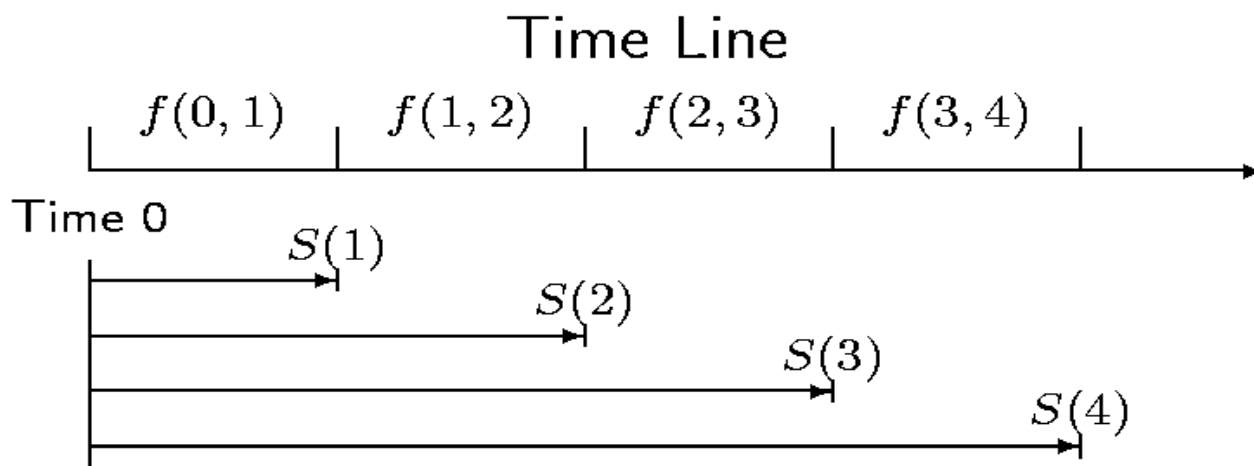 Time Line
f(0, 1) f(1, 2) f(2, 3) f(3, 4)
Time 0
S(1)
S(2)
S(3)
S(4)